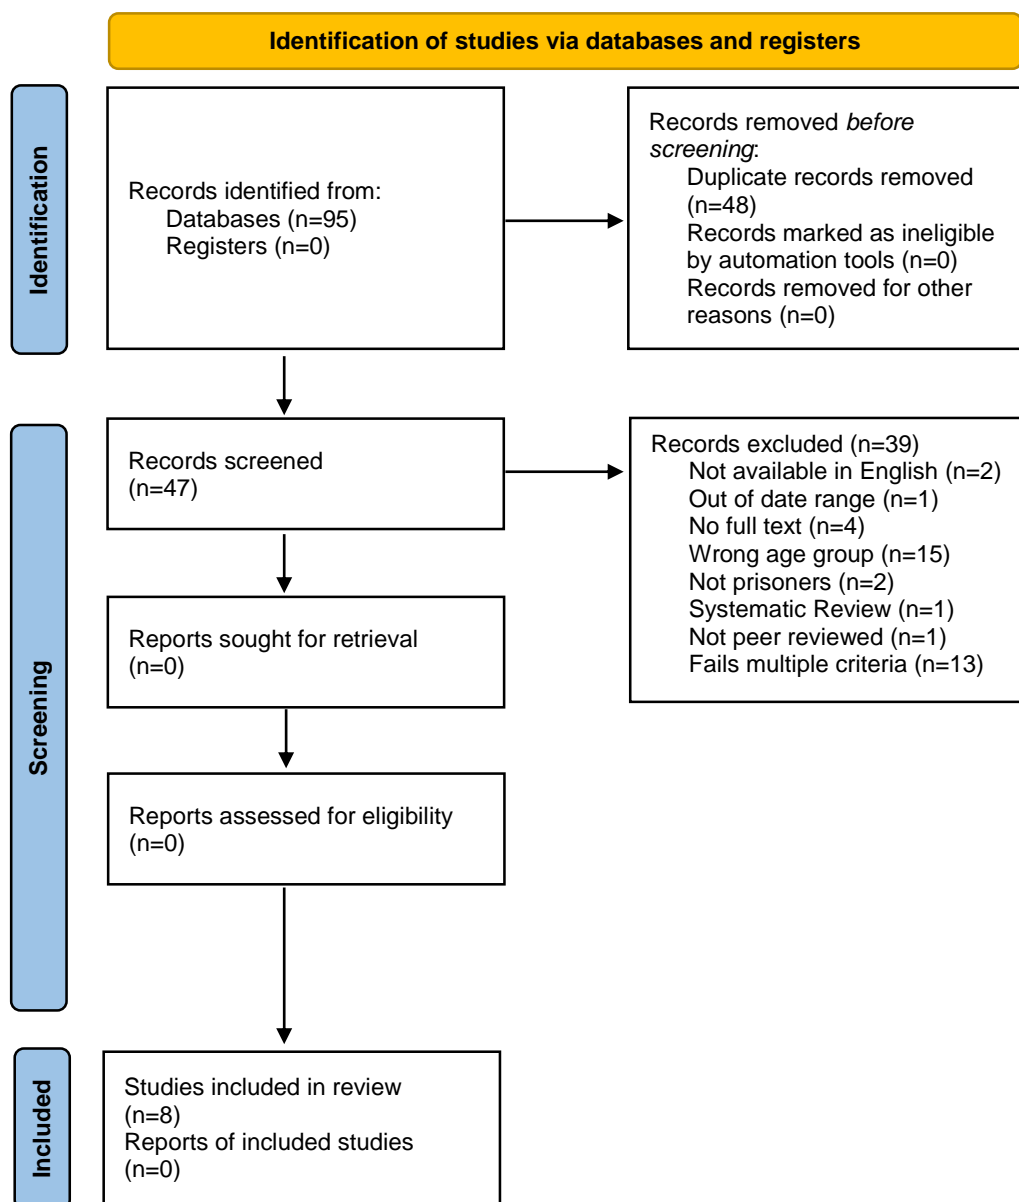 Identification of studies via databases and registers
Identification
Records identified from:
Databases (n=95)
Registers (n=0)
Records removed before
screening:
Duplicate records removed
(n=48)
Records marked as ineligible
by automation tools (n=0)
Records removed for other
reasons (n=0)
Screening
Records screened
(n=47)
Records excluded (n=39)
Not available in English (n=2)
Out of date range (n=1)
No full text (n=4)
Wrong age group (n=15)
Not prisoners (n=2)
Systematic Review (n=1)
Not peer reviewed (n=1)
Fails multiple criteria (n=13)
Reports sought for retrieval
(n=0)
Reports assessed for eligibility
(n=0)
Included
Studies included in review
(n=8)
Reports of included studies
(n=0)